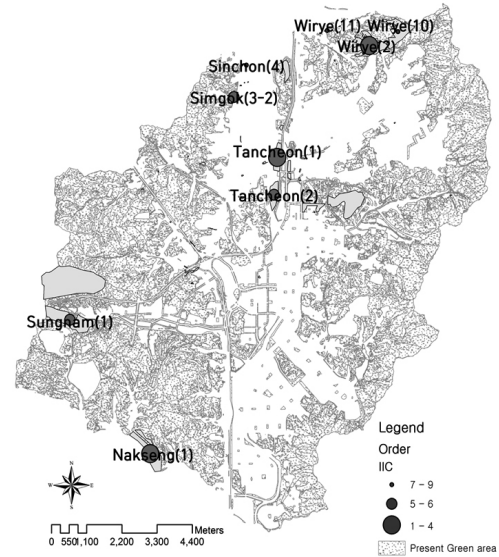 Wirye(11) Wirye(10)
Wirye(2)
Sinchon(4)
Simgok(3-2)
Tancheon(1)
Tancheon(2)
Sungnam(1)
Nakseng(1)
N
W E
S
Legend
Order
IIC
7 - 9
5 - 6
1 - 4
Present Green area
Meters
0 550 1,100 2,200 3,300 4,400